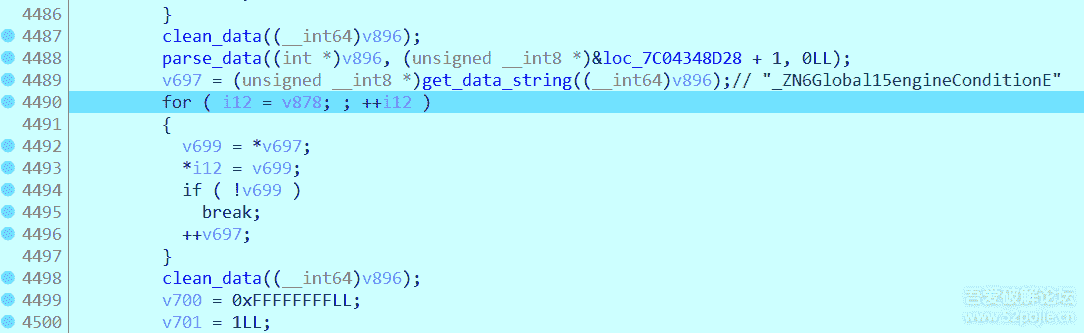 4486 }
4487 clean_data((__int64)v896);
4488 parse_data((int *)v896, (unsigned __int8 *)&loc_7C04348D28 + 1, 0LL);
4489 v697 = (unsigned __int8 *)get_data_string((__int64)v896);// "_ZN6Global15engineConditionE"
4490 for ( i12 = v878; ; ++i12 )
4491 {
4492 v699 = *v697;
4493 *i12 = v699;
4494 if ( !v699 )
4495 break;
4496 ++v697;
4497 }
4498 clean_data((__int64)v896);
4499 v700 = 0xFFFFFFFFLL;
4500 v701 = 1LL;
吾爱破解论坛
www.52pojie.cn